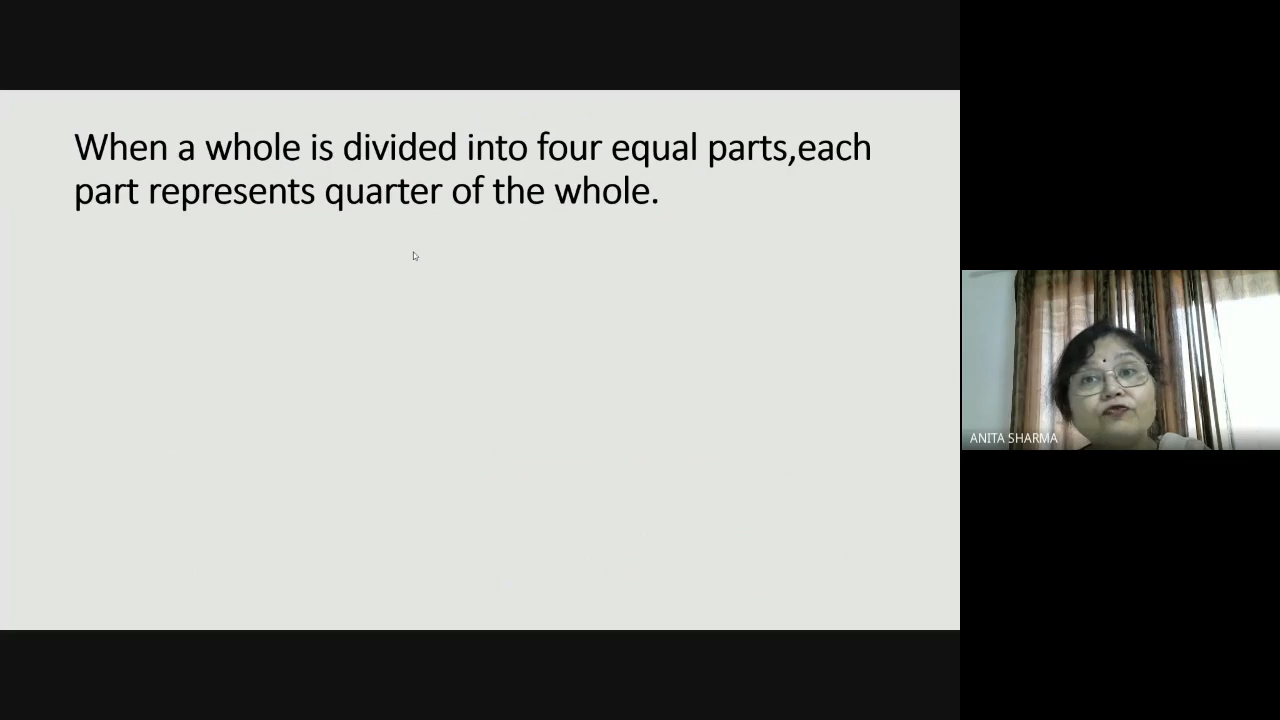 When a whole is divided into four equal parts,each
part represents quarter of the whole.
ANITA SHARMA